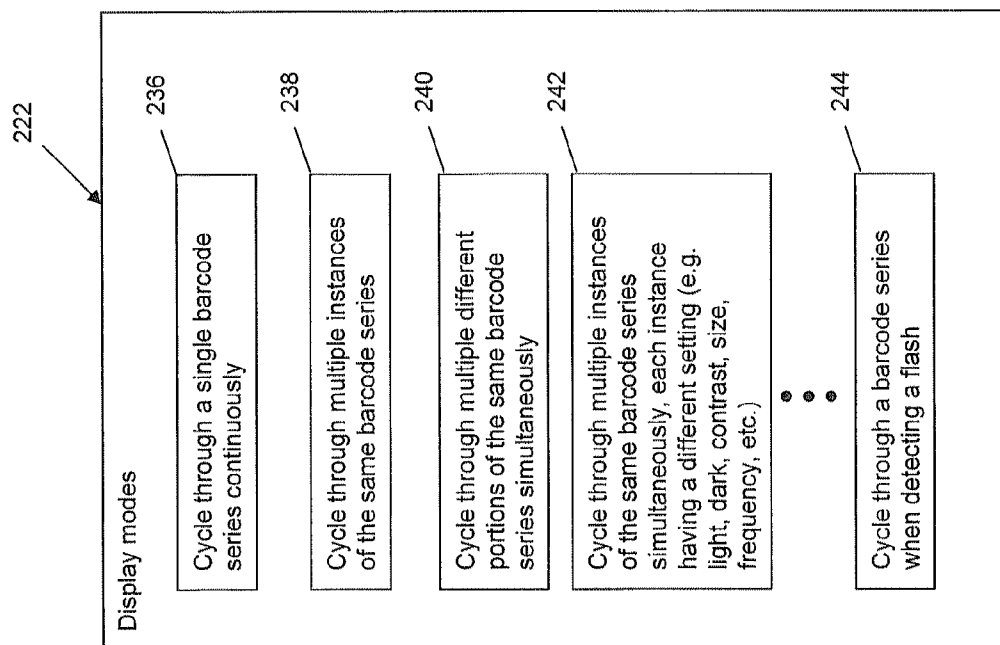 222
Display modes
236
Cycle through a single barcode
series continuously
238
Cycle through multiple instances
of the same barcode series
240
Cycle through multiple different
portions of the same barcode
series simultaneously
242
Cycle through multiple instances
of the same barcode series
simultaneously, each instance
having a different setting (e.g.
light, dark, contrast, size,
frequency, etc.)
244
Cycle through a barcode series
when detecting a flash